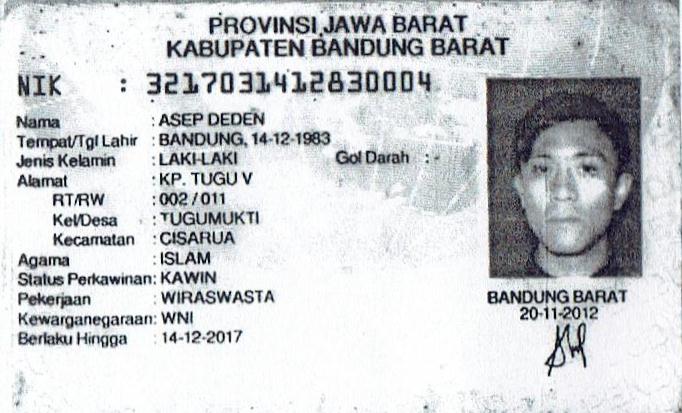 PROVINSI JAWA BARAT
KABUPATEN BANDUNG BARAT
NIK : 3217031412830004
Nama : ASEP DEDEN
Tempat/Tgl Lahir : BANDUNG, 14-12-1983
Jenis Kelamin : LAKI-LAKI Gol Darah : -
Alamat : KP. TUGU V
RT/RW : 002 / 011
Kel/Desa : TUGUMUKTI
Kecamatan : CISARUA
Agama : ISLAM
Status Perkawinan: KAWIN
Pekerjaan : WIRASWASTA
Kewarganegaraan: WNI
Berlaku Hingga : 14-12-2017
BANDUNG BARAT
20-11-2012